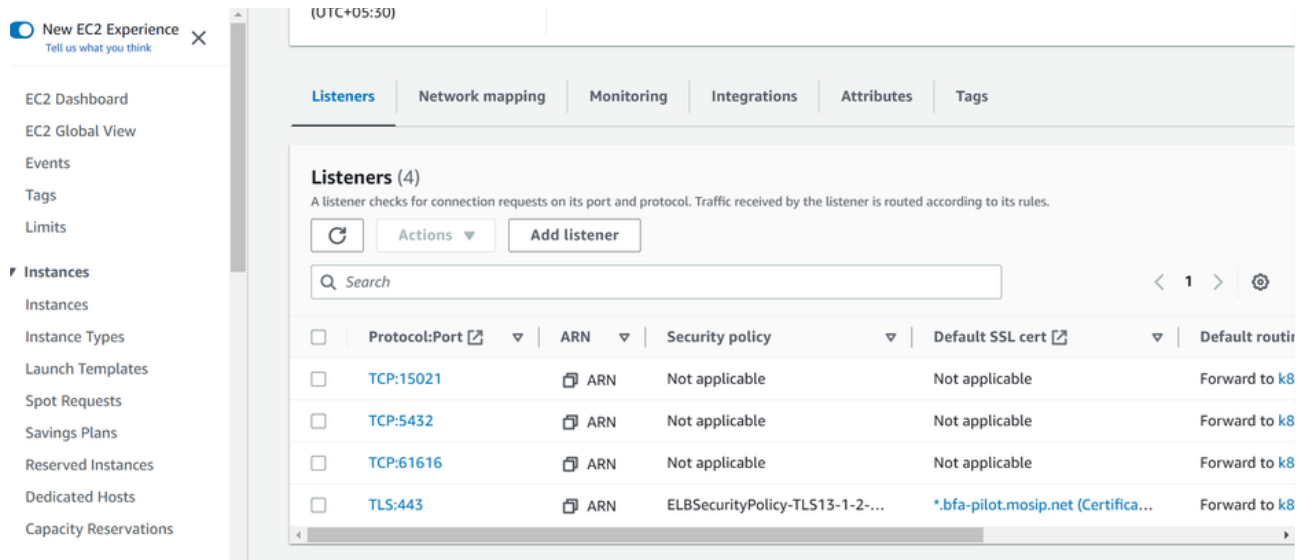 (UTC+05:30)
New EC2 Experience
Tell us what you think
EC2 Dashboard
EC2 Global View
Events
Tags
Limits
Instances
Instances
Instance Types
Launch Templates
Spot Requests
Savings Plans
Reserved Instances
Dedicated Hosts
Capacity Reservations
Listeners Network mapping Monitoring Integrations Attributes Tags
Listeners (4)
A listener checks for connection requests on its port and protocol. Traffic received by the listener is routed according to its rules.
Actions Add listener
Search
1
Protocol:Port ARN Security policy Default SSL cert Default routin
TCP:15021 ARN Not applicable Not applicable Forward to k8
TCP:5432 ARN Not applicable Not applicable Forward to k8
TCP:61616 ARN Not applicable Not applicable Forward to k8
TLS:443 ARN ELBSecurityPolicy-TLS13-1-2-... *.bfa-pilot.mosip.net (Certifica... Forward to k8